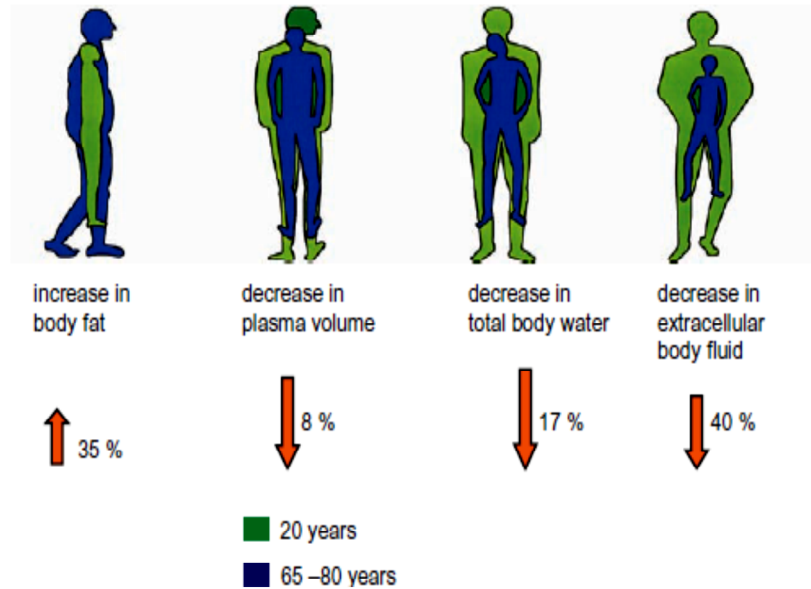 increase in
body fat
decrease in
plasma volume
decrease in
total body water
decrease in
extracellular
body fluid
35 %
8 %
17 %
40 %
20 years
65 –80 years